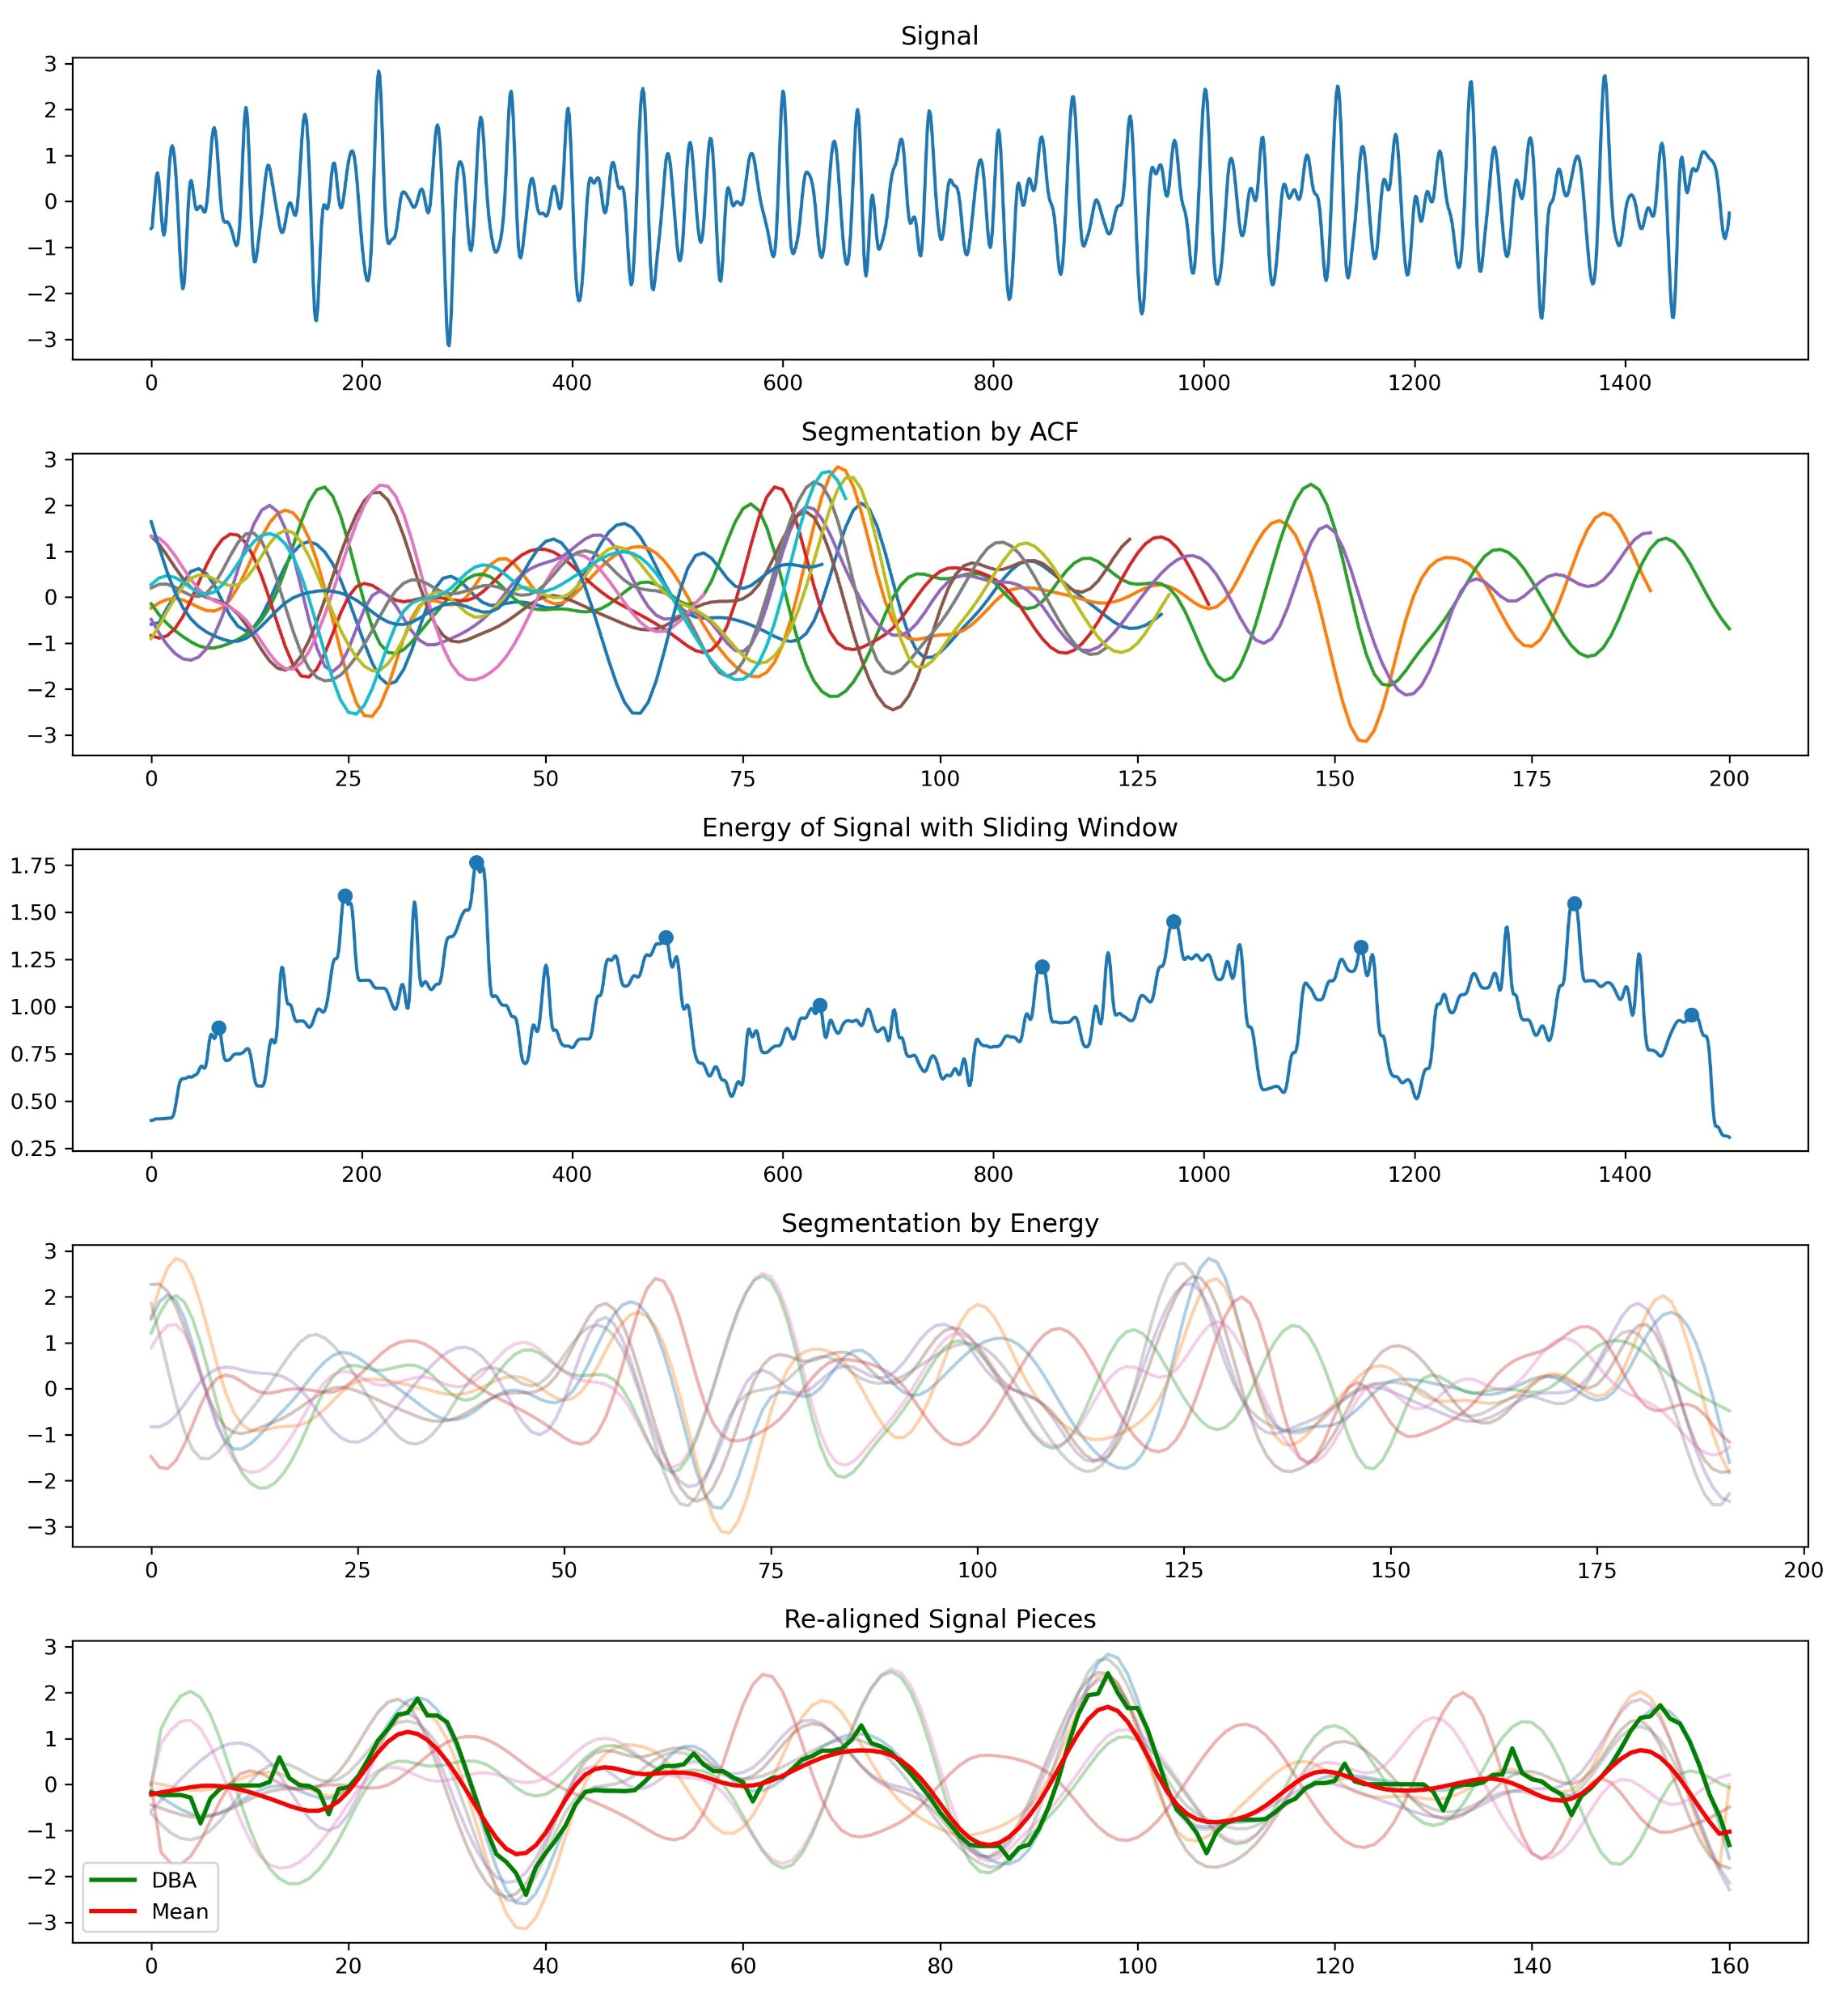 Signal
3
2
1
0
−1
−2
−3
0 200 400 600 800 1000 1200 1400
Segmentation by ACF
3
2
1
0
−1
−2
−3
0 25 50 75 100 125 150 175 200
Energy of Signal with Sliding Window
1.75
1.50
1.25
1.00
0.75
0.50
0.25
0 200 400 600 800 1000 1200 1400
Segmentation by Energy
3
2
1
0
−1
−2
−3
0 25 50 75 100 125 150 175 200
Re-aligned Signal Pieces
3
2
1
0
−1
−2
−3
DBA
Mean
0 20 40 60 80 100 120 140 160